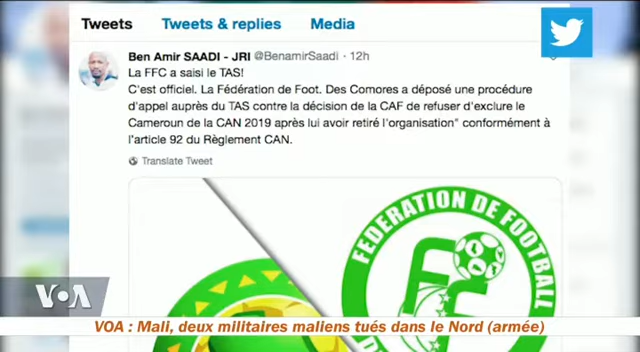 Tweets Tweets & replies Media
Ben Amir SAADI - JRI @BenamirSaadi · 12h
La FFC a saisi le TAS!
C'est officiel. La Fédération de Foot. Des Comores a déposé une procédure
d'appel auprès du TAS contre la décision de la CAF de refuser d'exclure le
Cameroun de la CAN 2019 après lui avoir retiré l'organisation" conformément à
l'article 92 du Règlement CAN.
Translate Tweet
FEDERATION DE FOOTBALL
VOA
VOA : Mali, deux militaires maliens tués dans le Nord (armée)